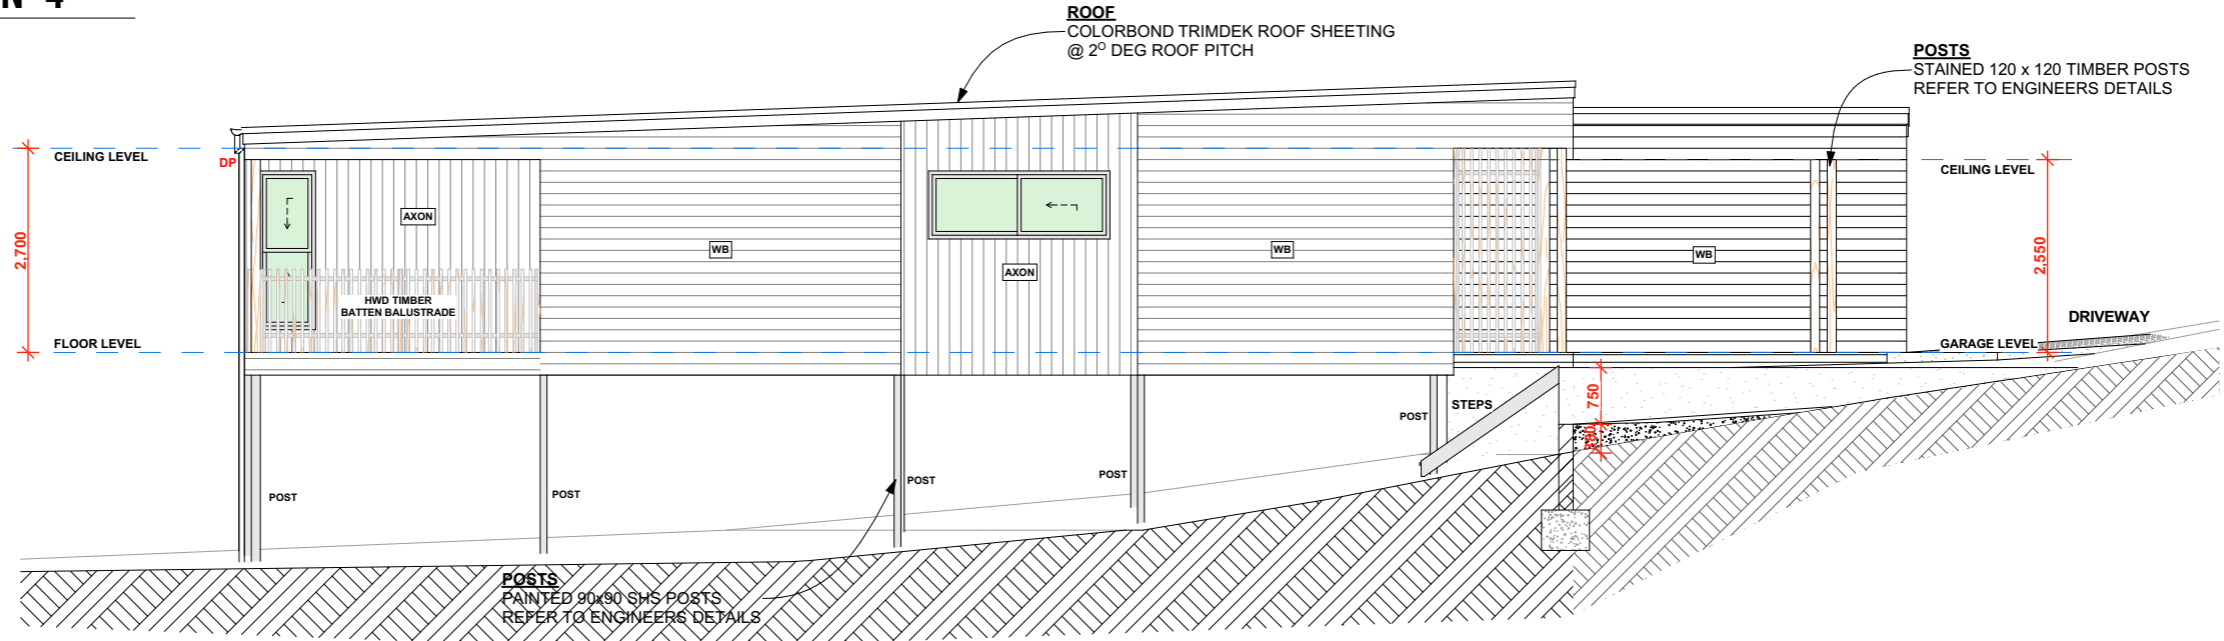 N 4
ROOF
COLORBOND TRIMDEK ROOF SHEETING
@ 2° DEG ROOF PITCH
POSTS
STAINED 120 x 120 TIMBER POSTS
REFER TO ENGINEERS DETAILS
CEILING LEVEL
DP
CEILING LEVEL
AXON
WB
WB
WB
AXON
2,700
2,550
HWD TIMBER
BATTEN BALUSTRADE
DRIVEWAY
FLOOR LEVEL
GARAGE LEVEL
750
STEPS
POST
POST
POST
POST
POST
POSTS
PAINTED 90x90 SHS POSTS
REFER TO ENGINEERS DETAILS